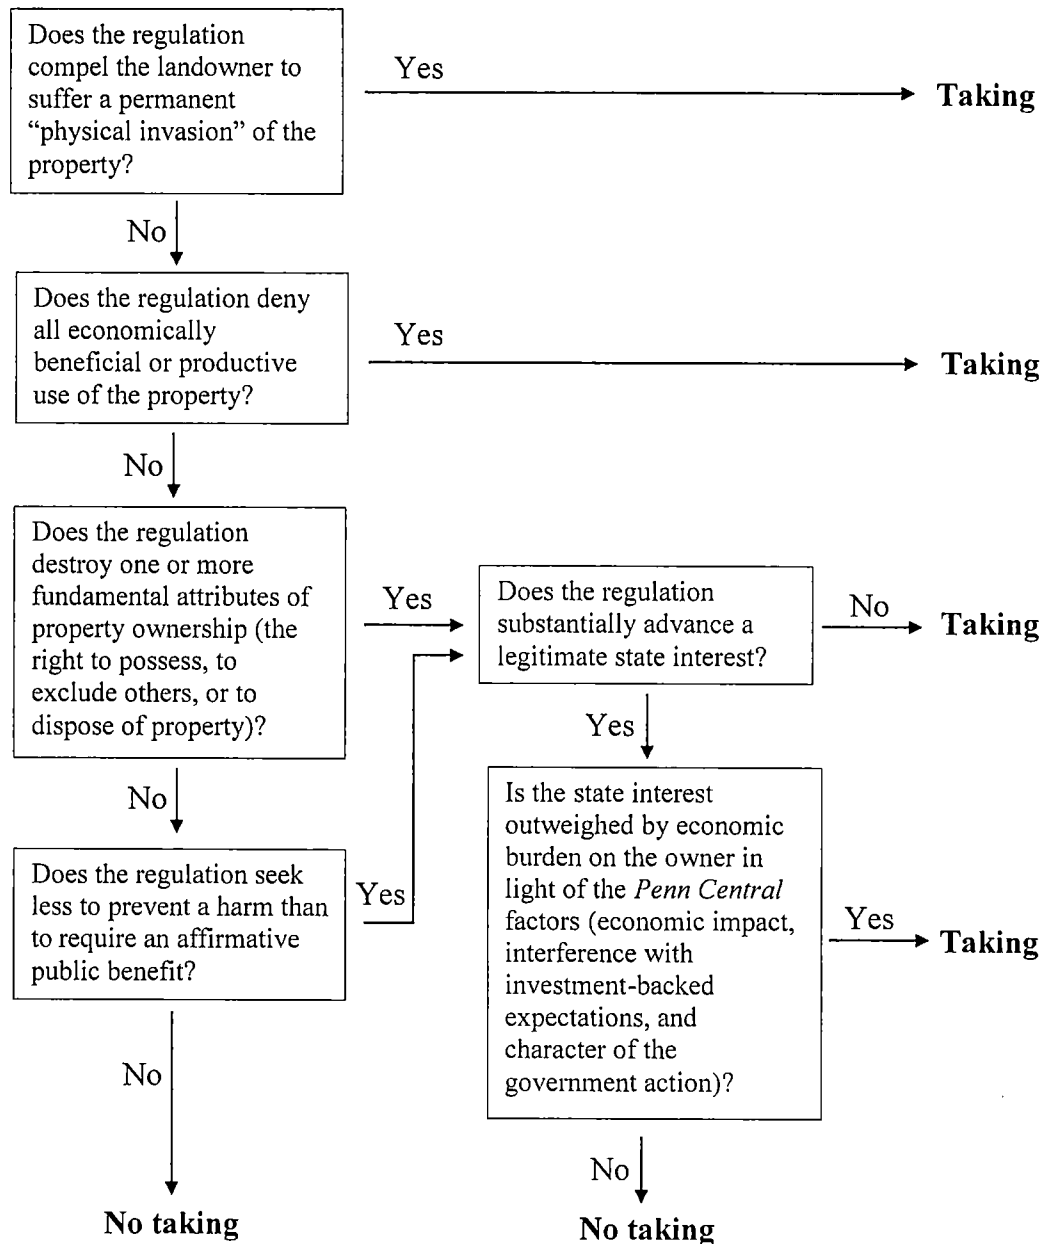 Does the regulation
compel the landowner to
suffer a permanent
“physical invasion” of the
property?
Yes
Taking
No
Does the regulation deny
all economically
beneficial or productive
use of the property?
Yes
Taking
No
Does the regulation
destroy one or more
fundamental attributes of
property ownership (the
right to possess, to
exclude others, or to
dispose of property)?
Yes
Does the regulation
substantially advance a
legitimate state interest?
No
Taking
Yes
No
Does the regulation seek
less to prevent a harm than
to require an affirmative
public benefit?
Yes
Is the state interest
outweighed by economic
burden on the owner in
light of the Penn Central
factors (economic impact,
interference with
investment-backed
expectations, and
character of the
government action)?
Yes
Taking
No
No taking
No
No taking